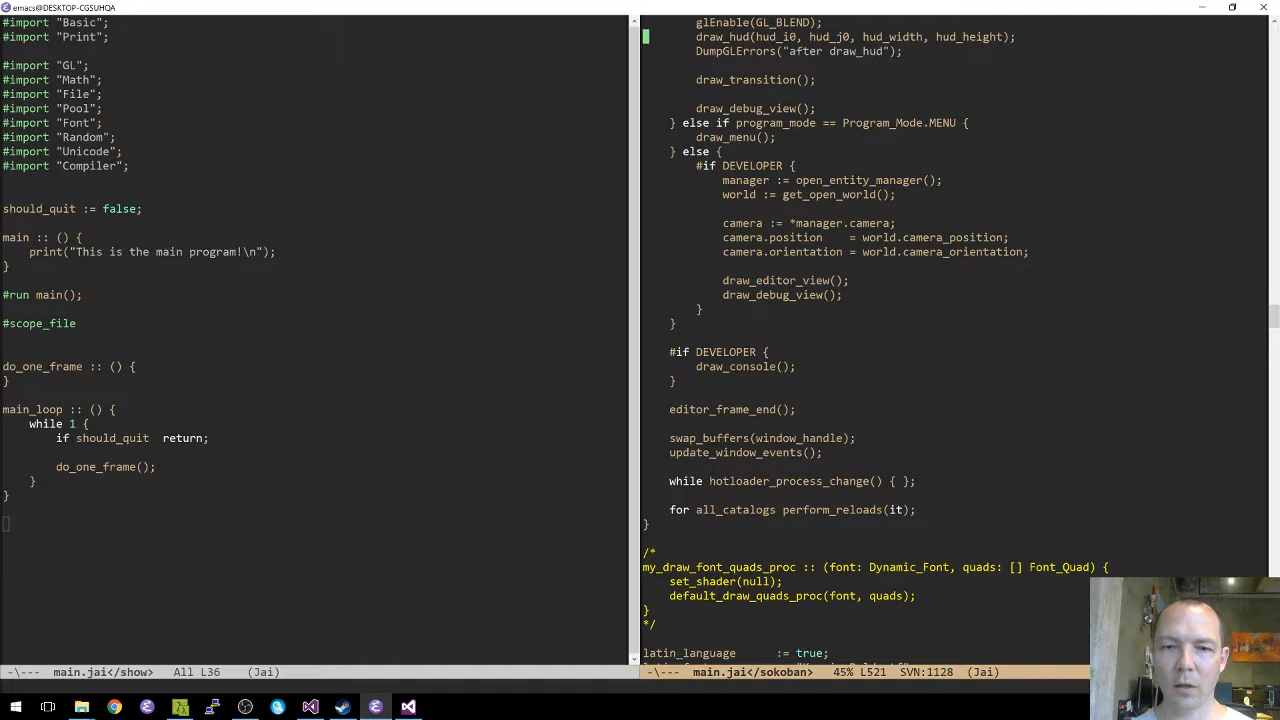 emacs@DESKTOP-CGSUHQA
#import "Basic";
#import "Print";
#import "GL";
#import "Math";
#import "File";
#import "Pool";
#import "Font";
#import "Random";
#import "Unicode";
#import "Compiler";
should_quit := false;
main :: () {
print("This is the main program!\n");
}
#run main();
#scope_file
do_one_frame :: () {
}
main_loop :: () {
while 1 {
if should_quit  return;
do_one_frame();
}
}
-\---  main.jai</show>   All L36    (Jai)
glEnable(GL_BLEND);
draw_hud(hud_i0, hud_j0, hud_width, hud_height);
DumpGLErrors("after draw_hud");
draw_transition();
draw_debug_view();
} else if program_mode == Program_Mode.MENU {
draw_menu();
} else {
#if DEVELOPER {
manager := open_entity_manager();
world := get_open_world();
camera := *manager.camera;
camera.position    = world.camera_position;
camera.orientation = world.camera_orientation;
draw_editor_view();
draw_debug_view();
}
}
#if DEVELOPER {
draw_console();
}
editor_frame_end();
swap_buffers(window_handle);
update_window_events();
while hotloader_process_change() { };
for all_catalogs perform_reloads(it);
}
/*
my_draw_font_quads_proc :: (font: Dynamic_Font, quads: [] Font_Quad) {
set_shader(null);
default_draw_quads_proc(font, quads);
}
*/
latin_language      := true;
-\---  main.jai</sokoban>   45% L521   SVN:1128  (Jai)